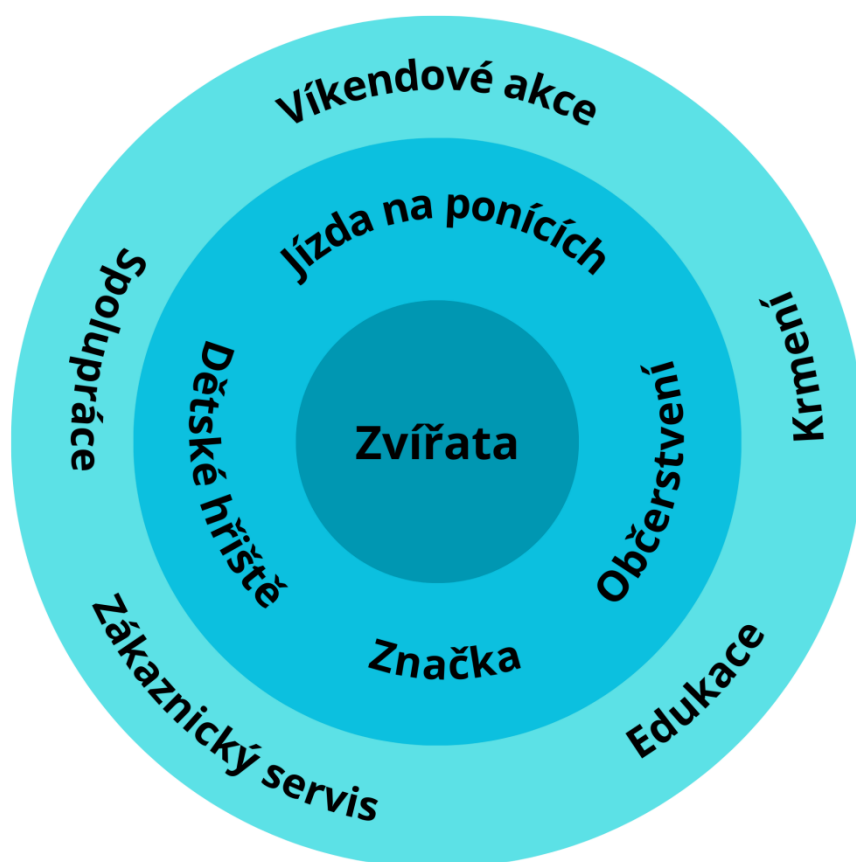 Víkendové akce
Jízda na ponících
Spolupráce
Krmení
Dětské hřiště
Zvířata
Občerstvení
Značka
Zákaznický servis
Edukace